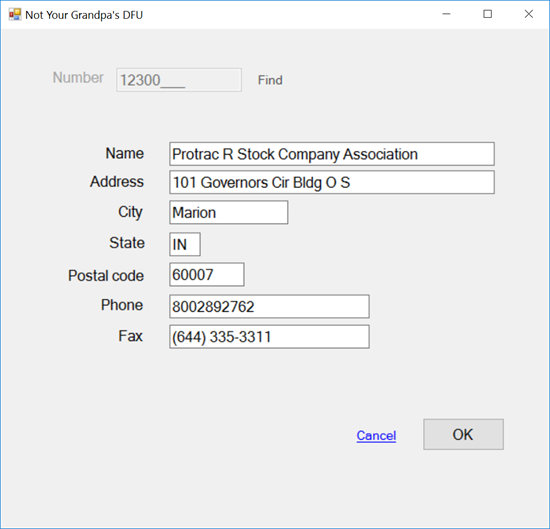 Not Your Grandpa's DFU
Number 12300___ Find
Name Protrac R Stock Company Association
Address 101 Governors Cir Bldg O S
City Marion
State IN
Postal code 60007
Phone 8002892762
Fax (644) 335-3311
Cancel OK